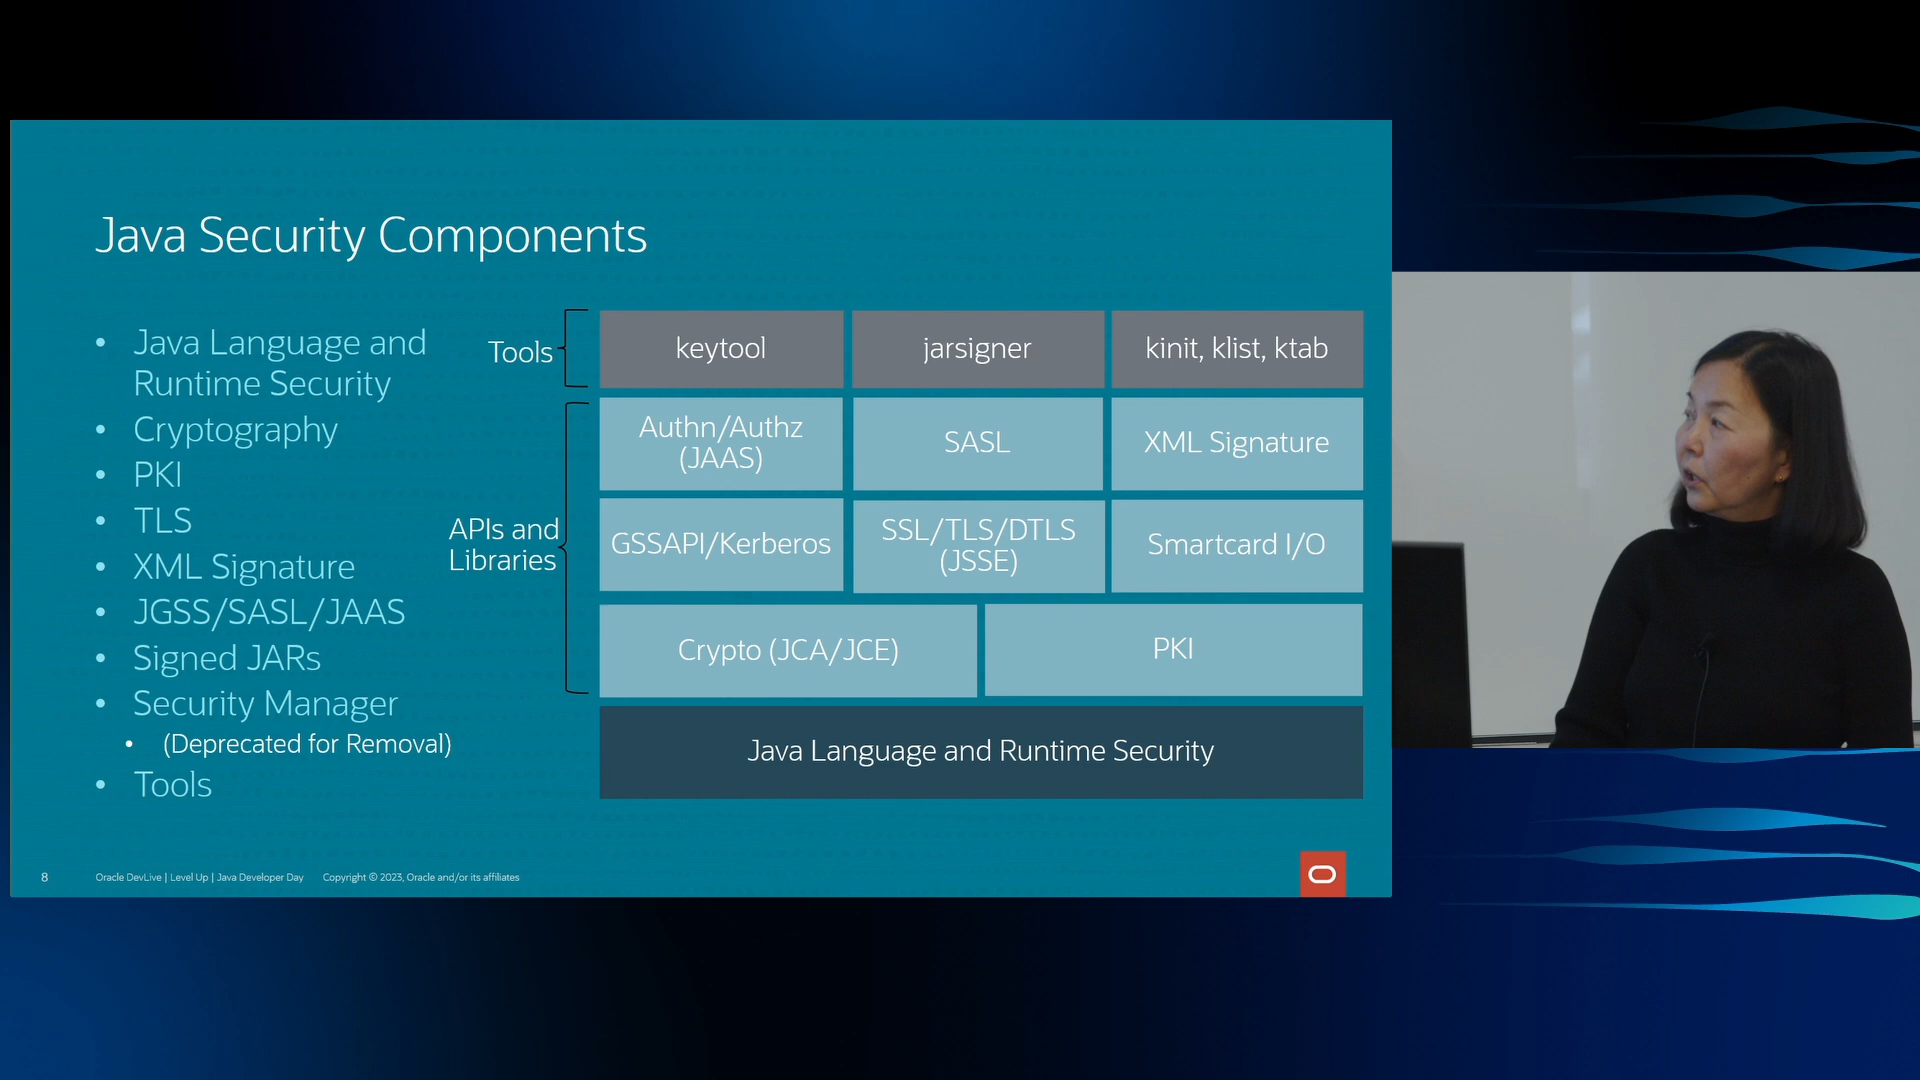 Java Security Components
• Java Language and
Runtime Security
• Cryptography
• PKI
• TLS
• XML Signature
• JGSS/SASL/JAAS
• Signed JARs
• Security Manager
• (Deprecated for Removal)
• Tools
Tools
keytool
jarsigner
kinit, klist, ktab
APIs and
Libraries
Authn/Authz
(JAAS)
SASL
XML Signature
GSSAPI/Kerberos
SSL/TLS/DTLS
(JSSE)
Smartcard I/O
Crypto (JCA/JCE)
PKI
Java Language and Runtime Security
8
Oracle DevLive | Level Up | Java Developer Day
Copyright © 2023, Oracle and/or its affiliates